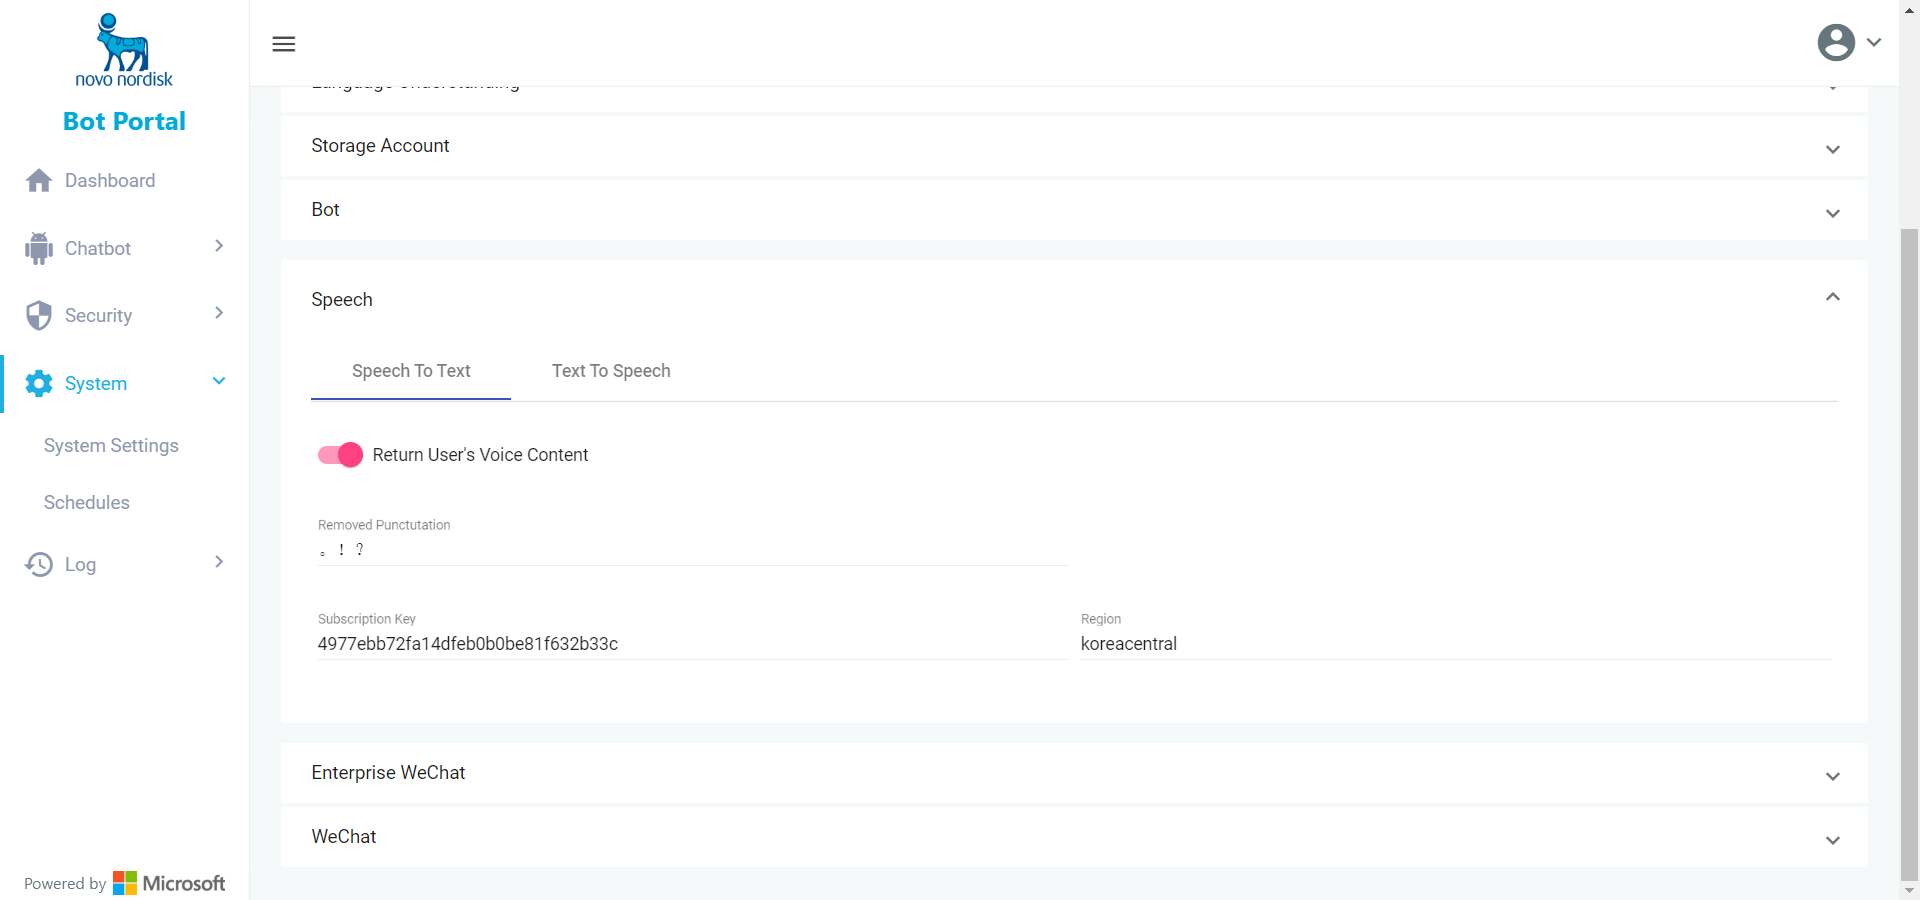 novo nordisk
Bot Portal
Dashboard
Chatbot
Security
System
System Settings
Schedules
Log
Powered by Microsoft
Language Understanding
Storage Account
Bot
Speech
Speech To Text
Text To Speech
Return User's Voice Content
Removed Punctutation
。！？
Subscription Key
4977ebb72fa14dfeb0b0be81f632b33c
Region
koreacentral
Enterprise WeChat
WeChat